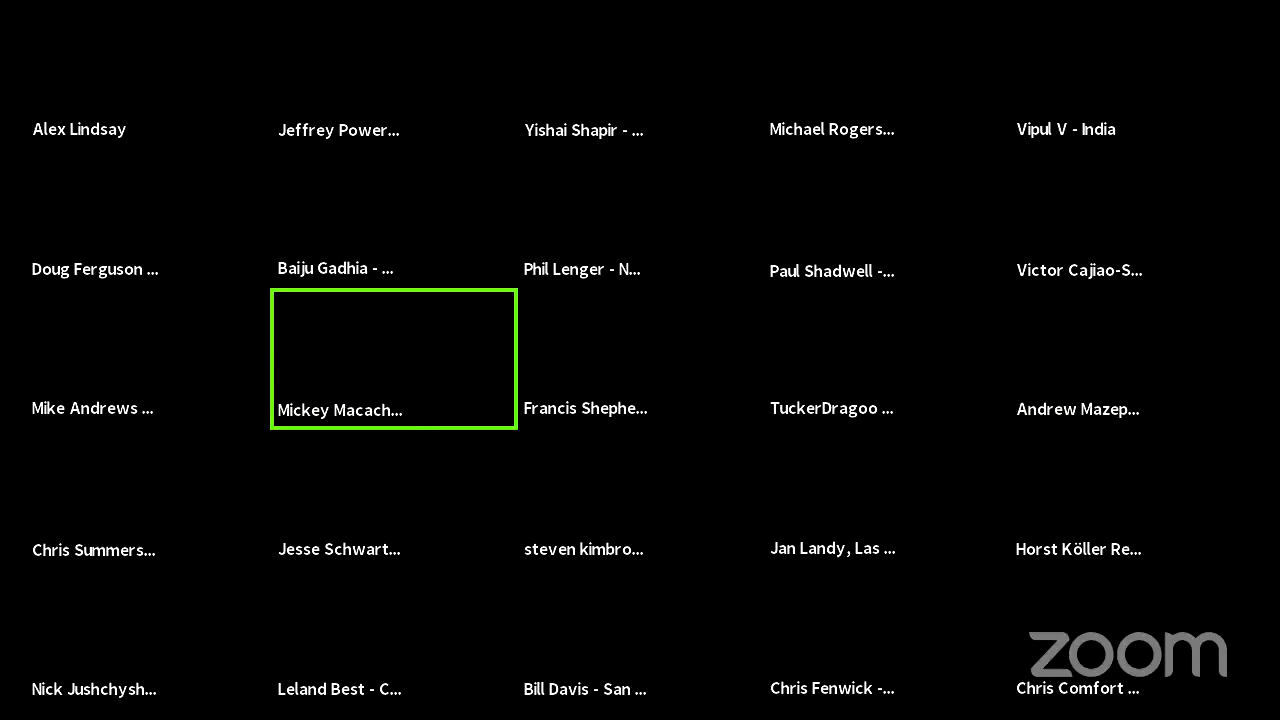 Alex Lindsay
Jeffrey Power...
Yishai Shapir - ...
Michael Rogers...
Vipul V - India
Doug Ferguson ...
Baiju Gadhia - ...
Phil Lenger - N...
Paul Shadwell -...
Victor Cajiao-S...
Mike Andrews ...
Mickey Macach...
Francis Shephe...
TuckerDragoo ...
Andrew Mazep...
Chris Summers...
Jesse Schwart...
steven kimbro...
Jan Landy, Las ...
Horst Köller Re...
zoom
Nick Jushchysh...
Leland Best - C...
Bill Davis - San ...
Chris Fenwick -...
Chris Comfort ...